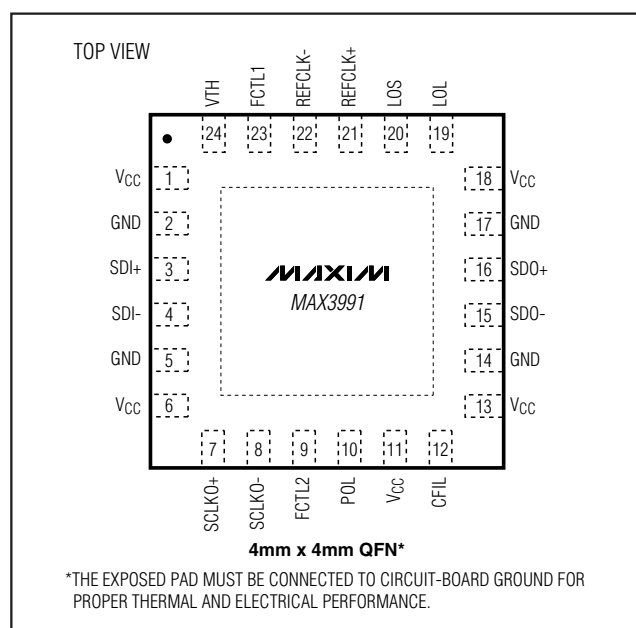 TOP VIEW
VTH
FCTL1
REFCLK-
REFCLK+
LOS
LOL
24
23
22
21
20
19
VCC 1
18 VCC
GND 2
17 GND
SDI+ 3
16 SDO+
SDI- 4
15 SDO-
GND 5
14 GND
VCC 6
13 VCC
MAXIM
MAX3991
7
8
9
10
11
12
SCLKO+
SCLKO-
FCTL2
POL
VCC
CFIL
4mm x 4mm QFN*
*THE EXPOSED PAD MUST BE CONNECTED TO CIRCUIT-BOARD GROUND FOR
PROPER THERMAL AND ELECTRICAL PERFORMANCE.